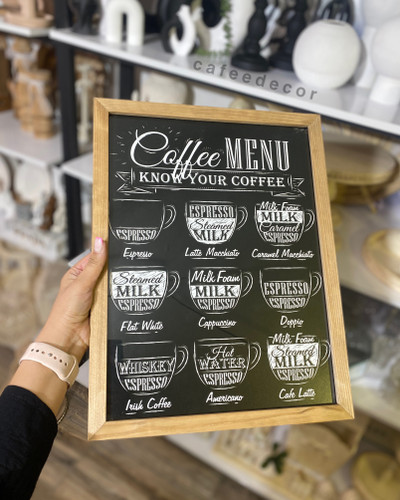 cafeedecor
Coffee MENU
KNOW YOUR COFFEE
ESPRESSO
Espresso
ESPRESSO
Steamed
MILK
Latte Macchiato
Milk Foam
MILK
Caramel
ESPRESSO
Caramel Macchiato
Steamed
MILK
ESPRESSO
Flat White
Milk Foam
MILK
ESPRESSO
Cappuccino
ESPRESSO
Doppio
WHISKEY
ESPRESSO
Irish Coffee
Hot
WATER
ESPRESSO
Americano
Milk Foam
Steamed
MILK
ESPRESSO
Cafe Latte